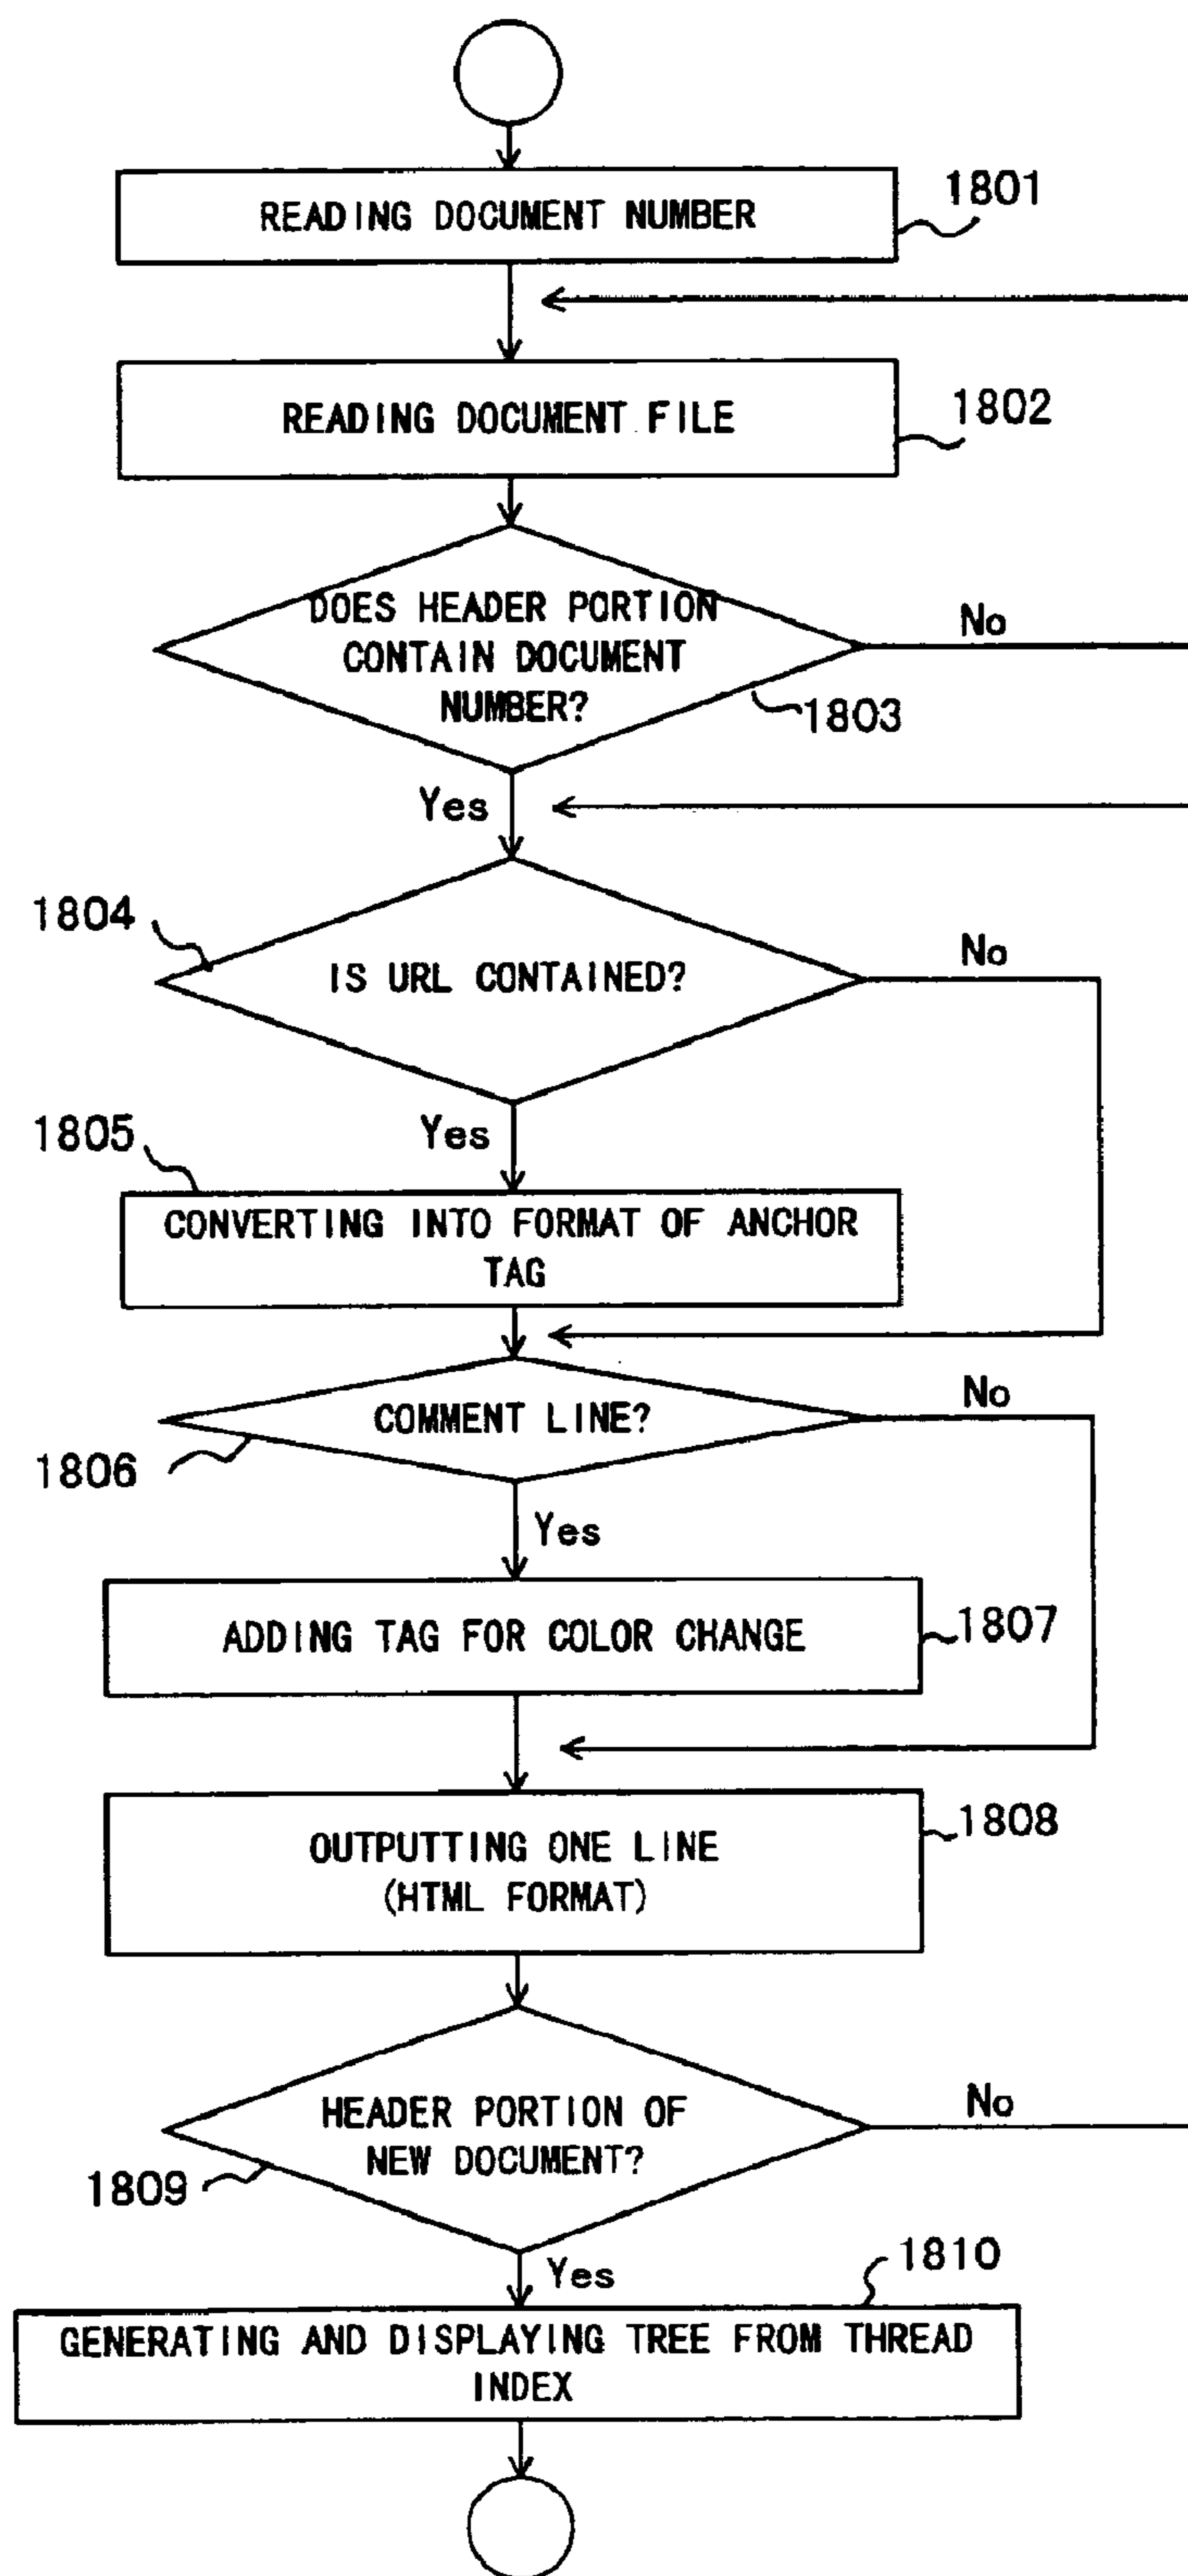 READING DOCUMENT NUMBER
1801
READING DOCUMENT FILE
1802
DOES HEADER PORTION
CONTAIN DOCUMENT
NUMBER?
No
1803
Yes
1804
IS URL CONTAINED?
No
Yes
1805
CONVERTING INTO FORMAT OF ANCHOR
TAG
COMMENT LINE?
No
1806
Yes
ADDING TAG FOR COLOR CHANGE
1807
OUTPUTTING ONE LINE
(HTML FORMAT)
1808
HEADER PORTION OF
NEW DOCUMENT?
No
1809
Yes
1810
GENERATING AND DISPLAYING TREE FROM THREAD
INDEX